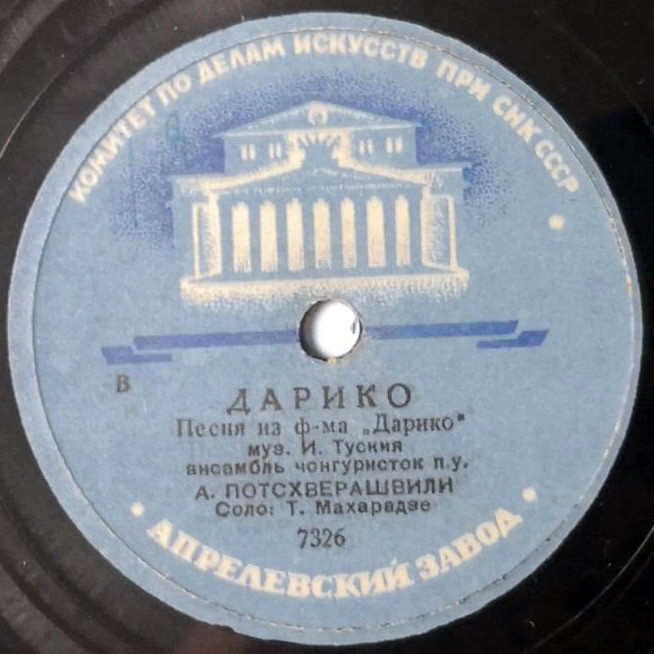 КОМИТЕТ ПО ДЕЛАМ ИСКУССТВ ПРИ СНК СССР
В
ДАРИКО
Песня из ф-ма „Дарико"
муз. И. Туския
ансамбль чонгуристок п.у.
А. ПОТСХВЕРАШВИЛИ
Соло: Т. Махарадзе
7326
• АПРЕЛЕВСКИЙ ЗАВОД •